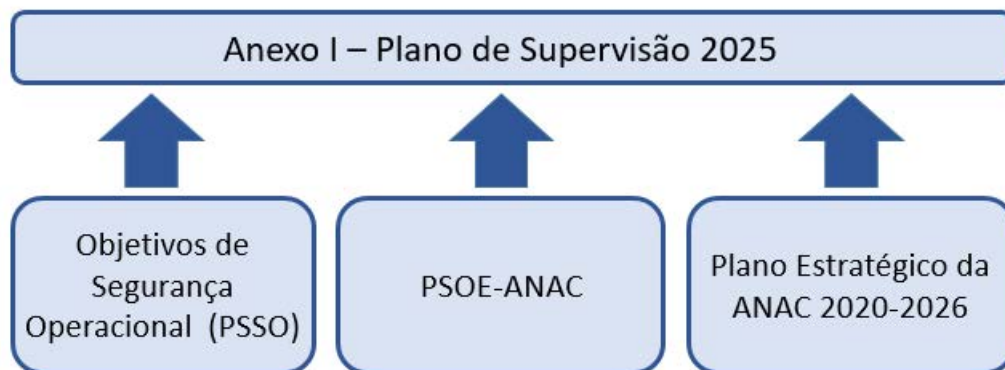 Anexo I – Plano de Supervisão 2025
Objetivos de
Segurança
Operacional (PSSO)
PSOE-ANAC
Plano Estratégico da
ANAC 2020-2026